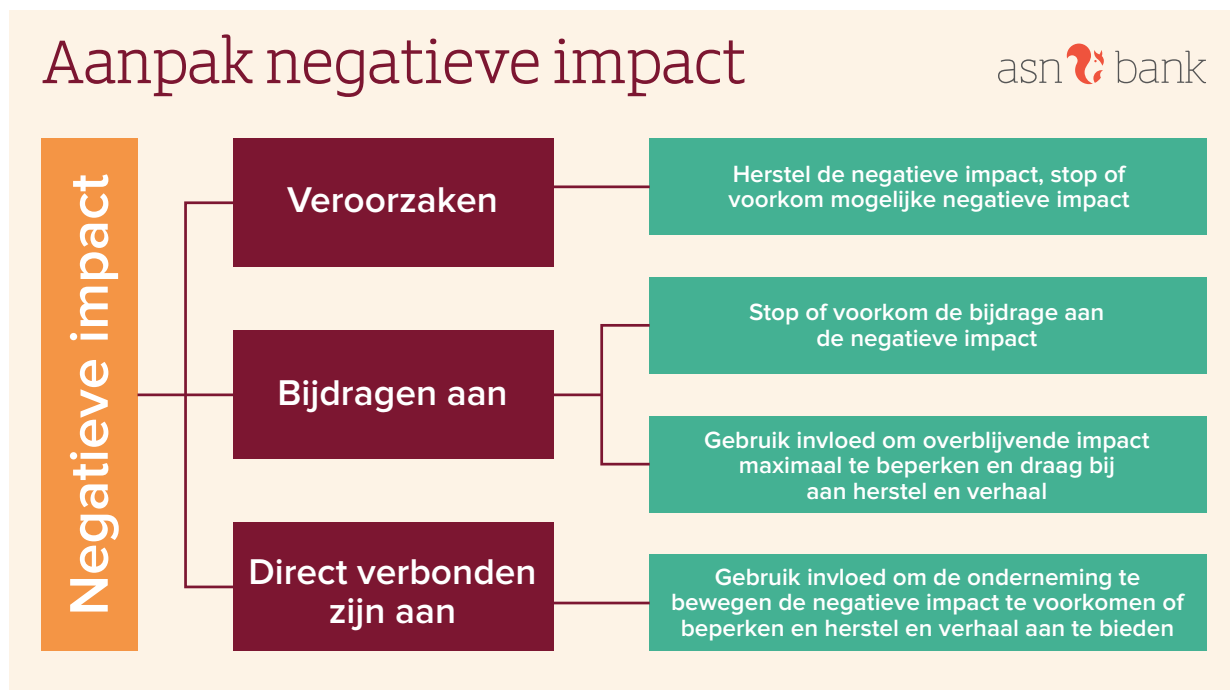 Aanpak negatieve impact
asn bank
Negatieve impact
Veroorzaken
Herstel de negatieve impact, stop of
voorkom mogelijke negatieve impact
Bijdragen aan
Stop of voorkom de bijdrage aan
de negatieve impact
Gebruik invloed om overblijvende impact
maximaal te beperken en draag bij
aan herstel en verhaal
Direct verbonden
zijn aan
Gebruik invloed om de onderneming te
bewegen de negatieve impact te voorkomen of
beperken en herstel en verhaal aan te bieden